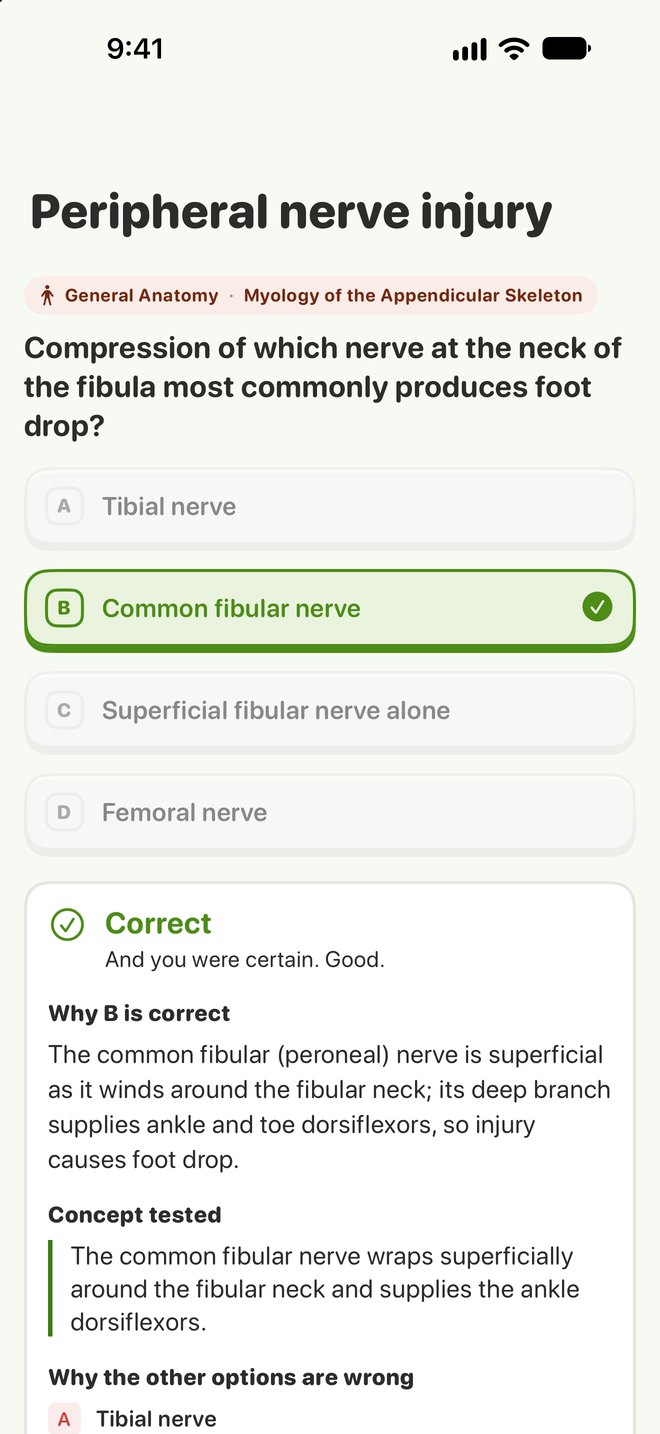 9:41
Peripheral nerve injury
General Anatomy · Myology of the Appendicular Skeleton
Compression of which nerve at the neck of
the fibula most commonly produces foot
drop?
A Tibial nerve
B Common fibular nerve
C Superficial fibular nerve alone
D Femoral nerve
Correct
And you were certain. Good.
Why B is correct
The common fibular (peroneal) nerve is superficial
as it winds around the fibular neck; its deep branch
supplies ankle and toe dorsiflexors, so injury
causes foot drop.
Concept tested
The common fibular nerve wraps superficially
around the fibular neck and supplies the ankle
dorsiflexors.
Why the other options are wrong
A Tibial nerve